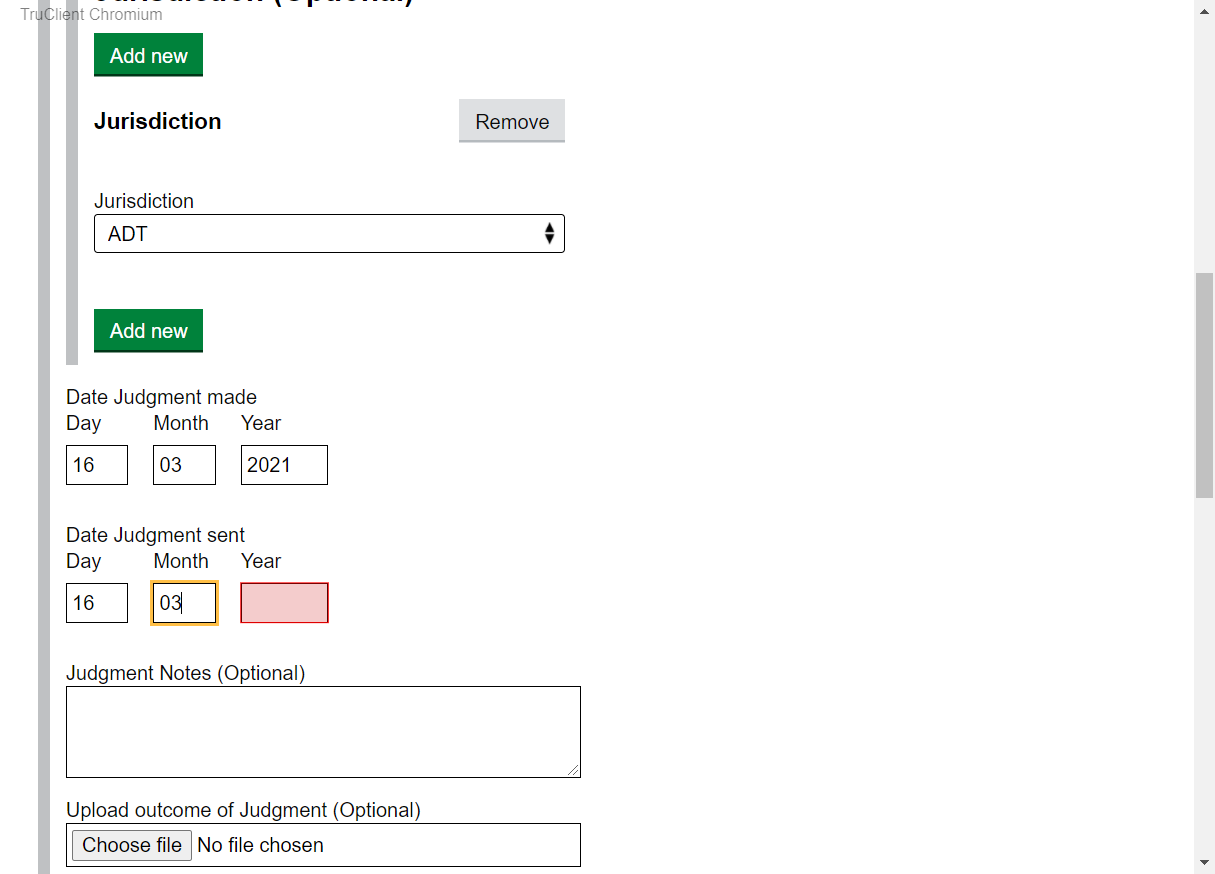 Jurisdiction (Optional)
TruClient Chromium
Add new
Jurisdiction
Remove
Jurisdiction
ADT
Add new
Date Judgment made
Day Month Year
16 03 2021
Date Judgment sent
Day Month Year
16 03
Judgment Notes (Optional)
Upload outcome of Judgment (Optional)
Choose file No file chosen